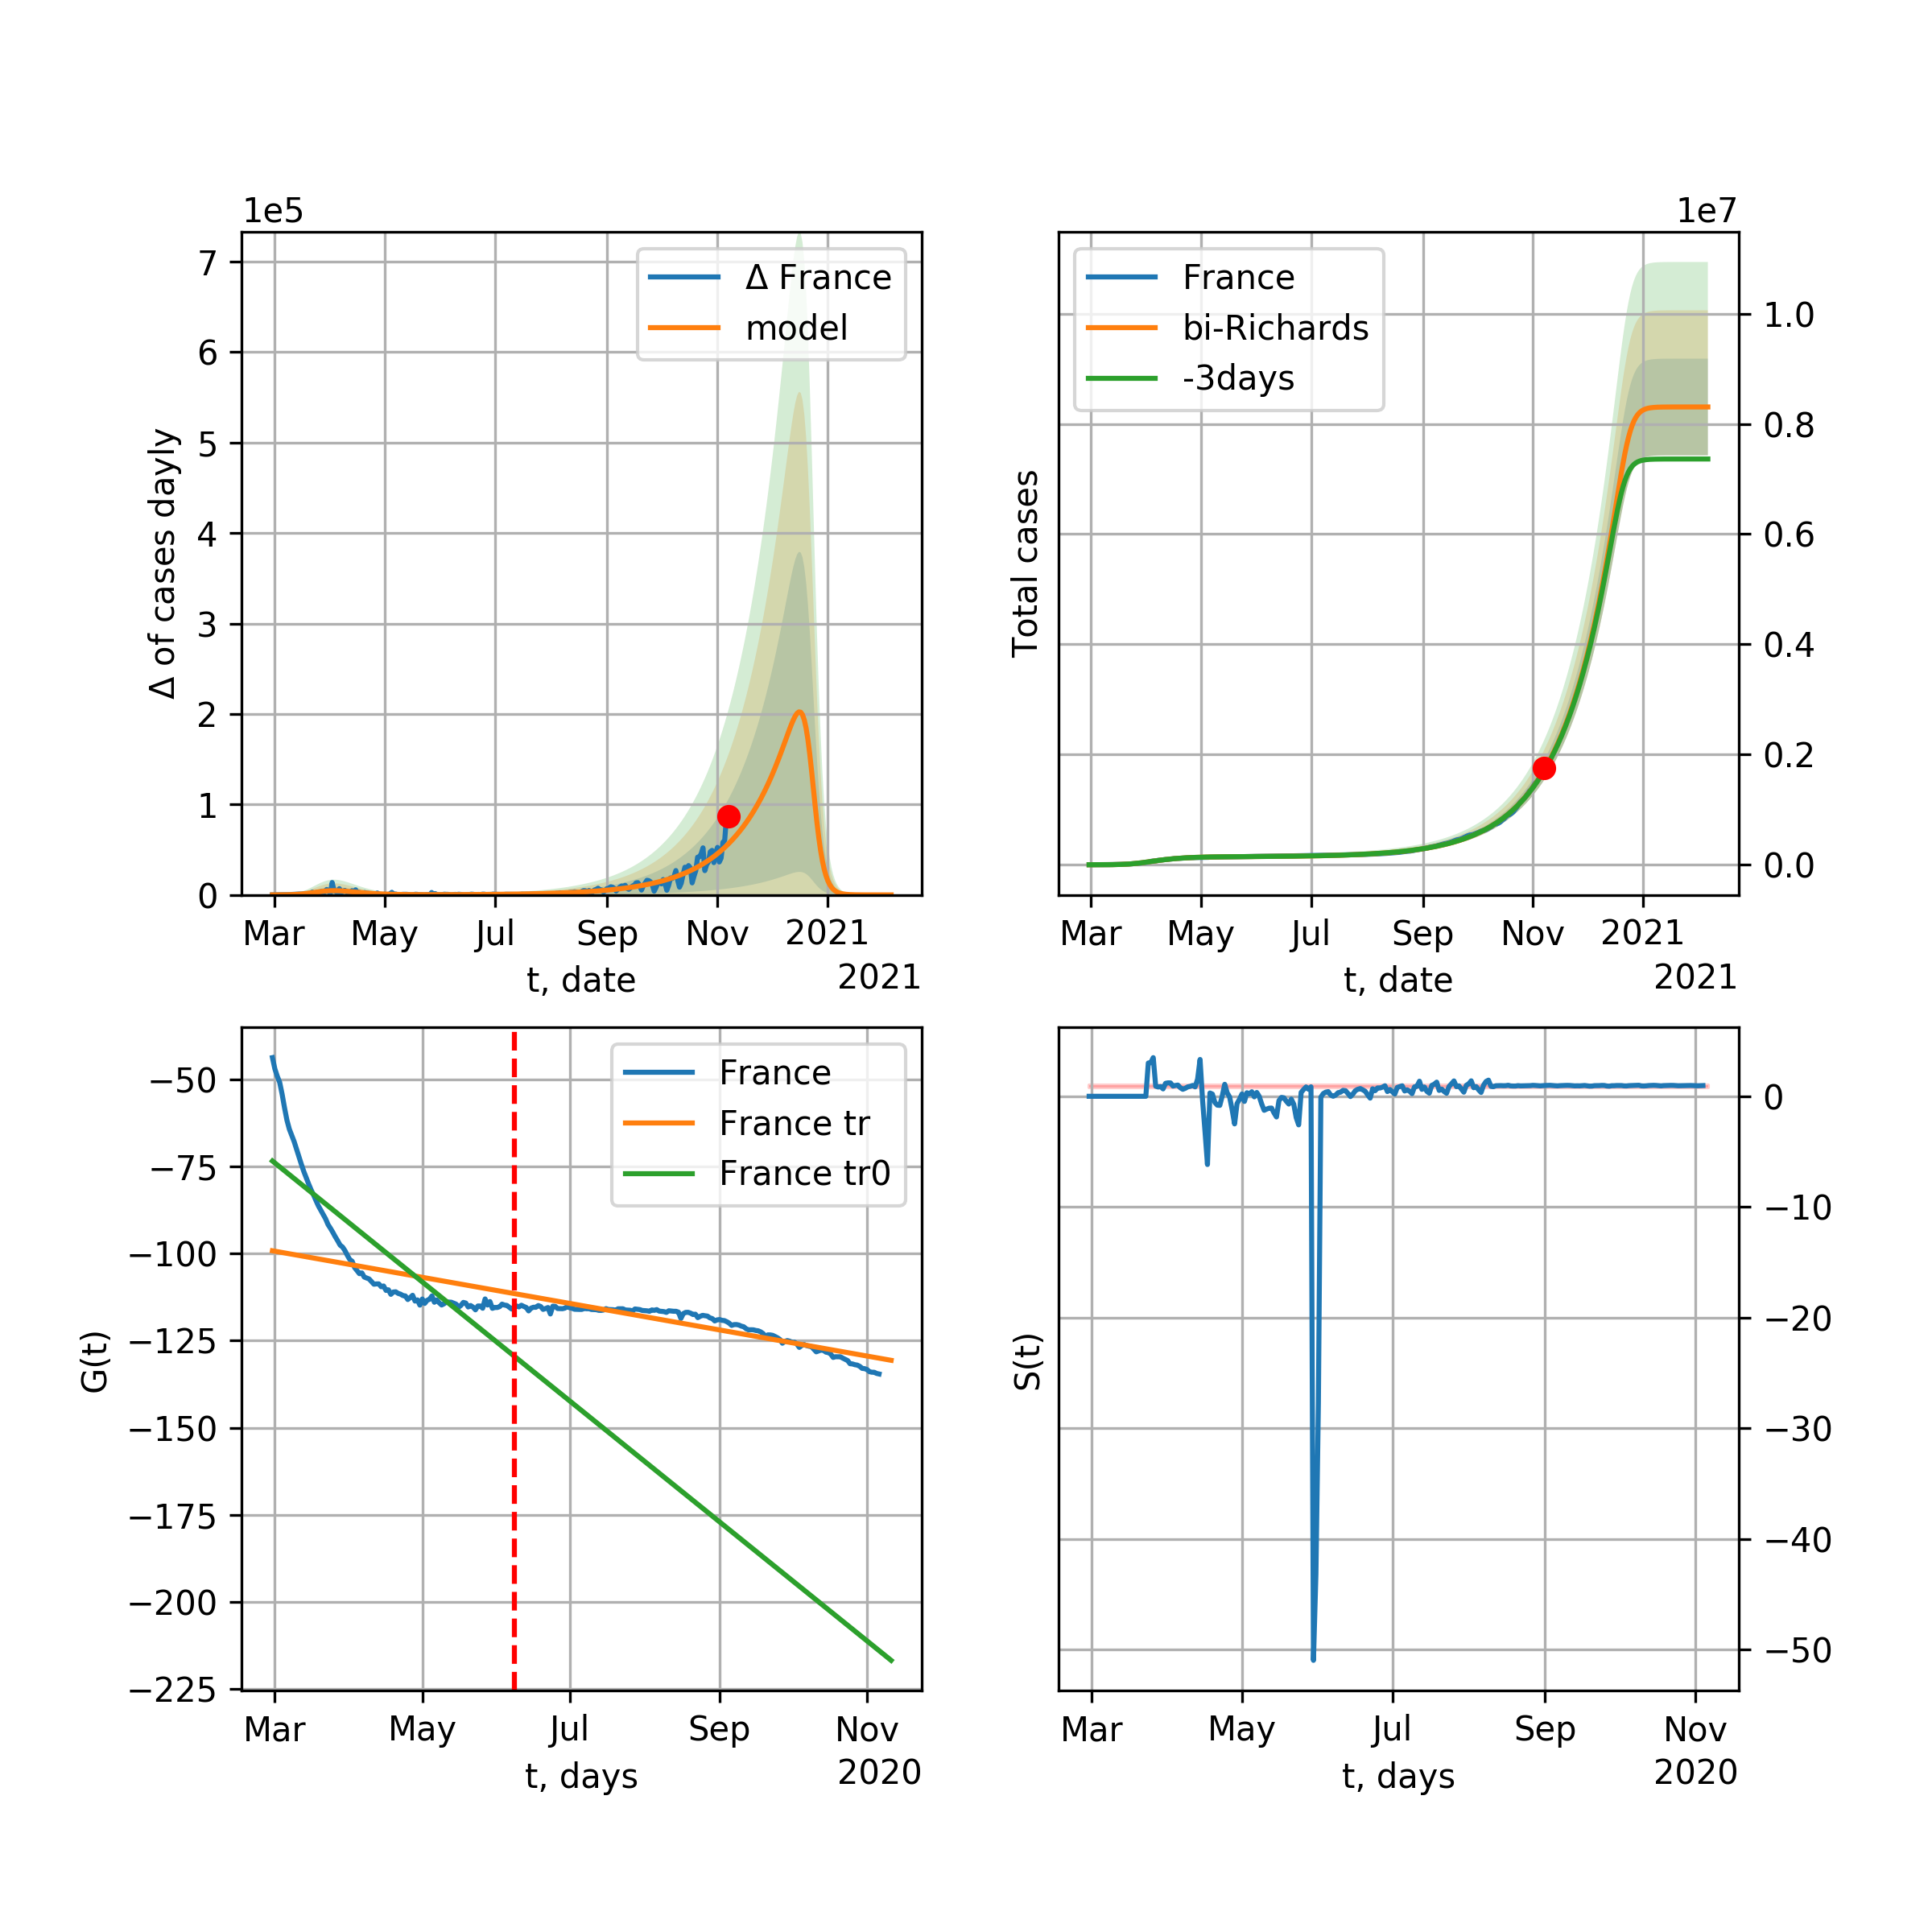 1e5
7
6
5
4
3
2
1
0
Δ of cases dayly
Δ France
model
Mar May Jul Sep Nov 2021
t, date
2021
1e7
France
bi-Richards
-3days
1.0
0.8
0.6
0.4
0.2
0.0
Total cases
Mar May Jul Sep Nov 2021
t, date
2021
−50
−75
−100
−125
−150
−175
−200
−225
G(t)
France
France tr
France tr0
Mar May Jul Sep Nov
t, days
2020
0
−10
−20
−30
−40
−50
S(t)
Mar May Jul Sep Nov
t, days
2020